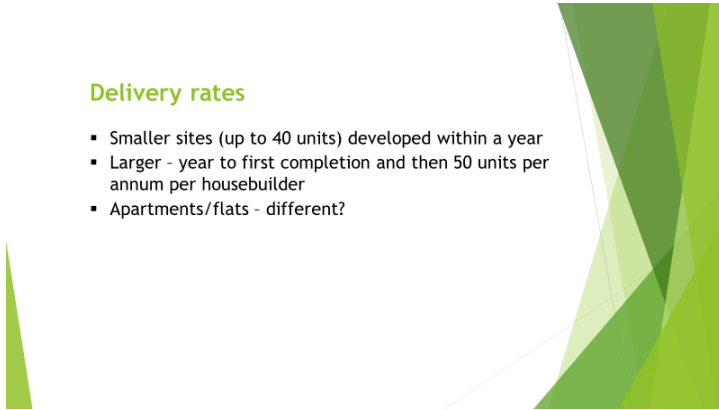 Delivery rates
▪ Smaller sites (up to 40 units) developed within a year
▪ Larger – year to first completion and then 50 units per
annum per housebuilder
▪ Apartments/flats – different?